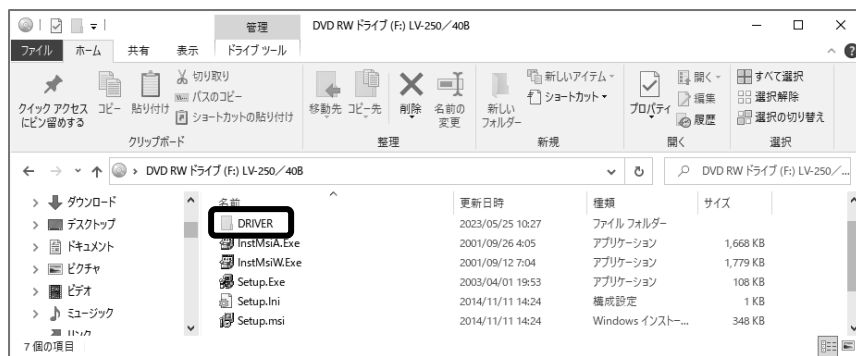 管理 DVD RW ドライブ (F:) LV-250／40B
ファイル ホーム 共有 表示 ドライブ ツール
クイック アクセスにピン留めする
コピー
貼り付け
切り取り
パスのコピー
ショートカットの貼り付け
クリップボード
移動先
コピー先
削除
名前の変更
整理
新しいフォルダー
新しいアイテム
ショートカット
新規
プロパティ
開く
編集
履歴
開く
すべて選択
選択解除
選択の切り替え
選択
DVD RW ドライブ (F:) LV-250／40B
DVD RW ドライブ (F:) LV-250／...
ダウンロード
デスクトップ
ドキュメント
ピクチャ
ビデオ
ミュージック
名前 更新日時 種類 サイズ
DRIVER 2023/05/25 10:27 ファイル フォルダー
InstMsiA.Exe 2001/09/26 4:05 アプリケーション 1,668 KB
InstMsiW.Exe 2001/09/12 7:04 アプリケーション 1,779 KB
Setup.Exe 2003/04/01 19:53 アプリケーション 108 KB
Setup.Ini 2014/11/11 14:24 構成設定 1 KB
Setup.msi 2014/11/11 14:24 Windows インストー... 348 KB
7 個の項目